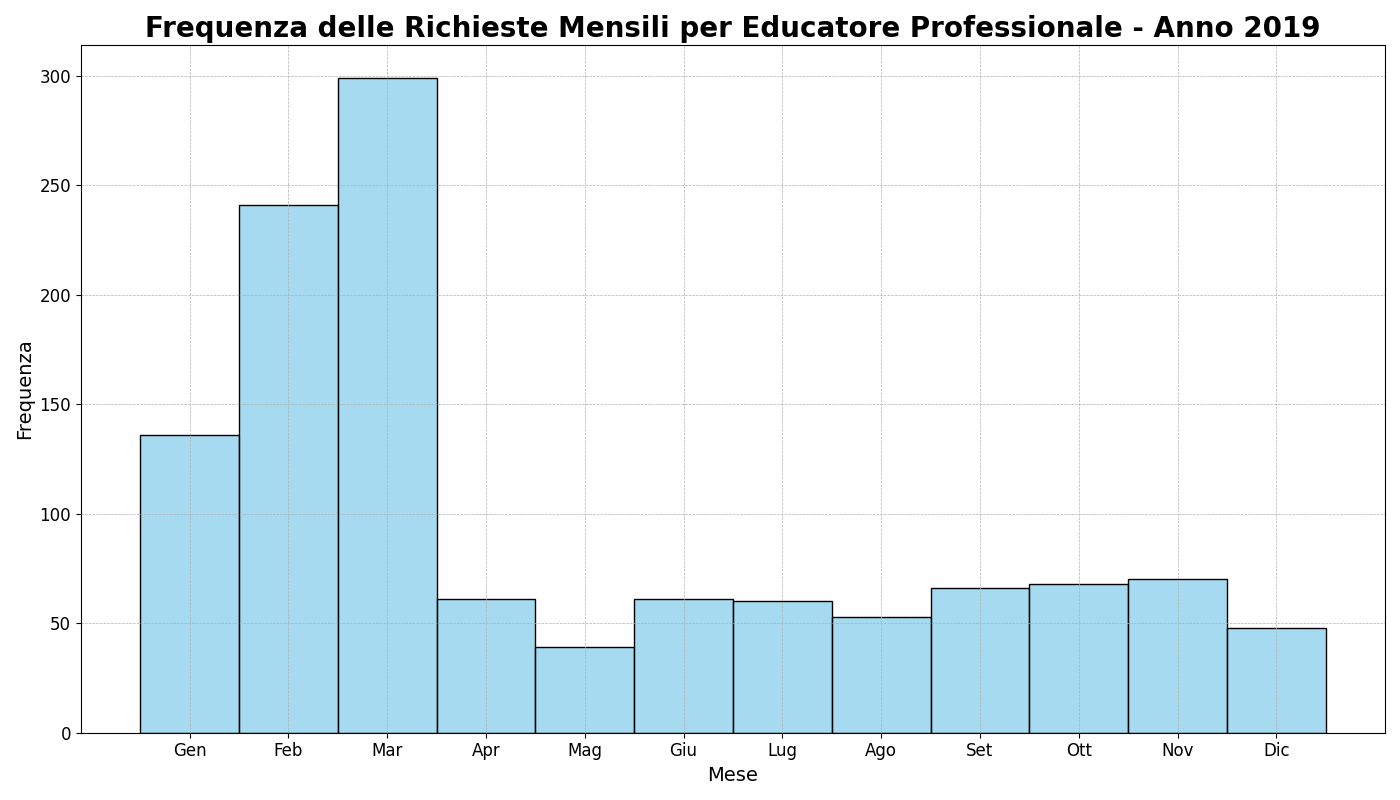 Frequenza delle Richieste Mensili per Educatore Professionale - Anno 2019
300
250
200
150
100
50
0
Frequenza
Gen Feb Mar Apr Mag Giu Lug Ago Set Ott Nov Dic
Mese